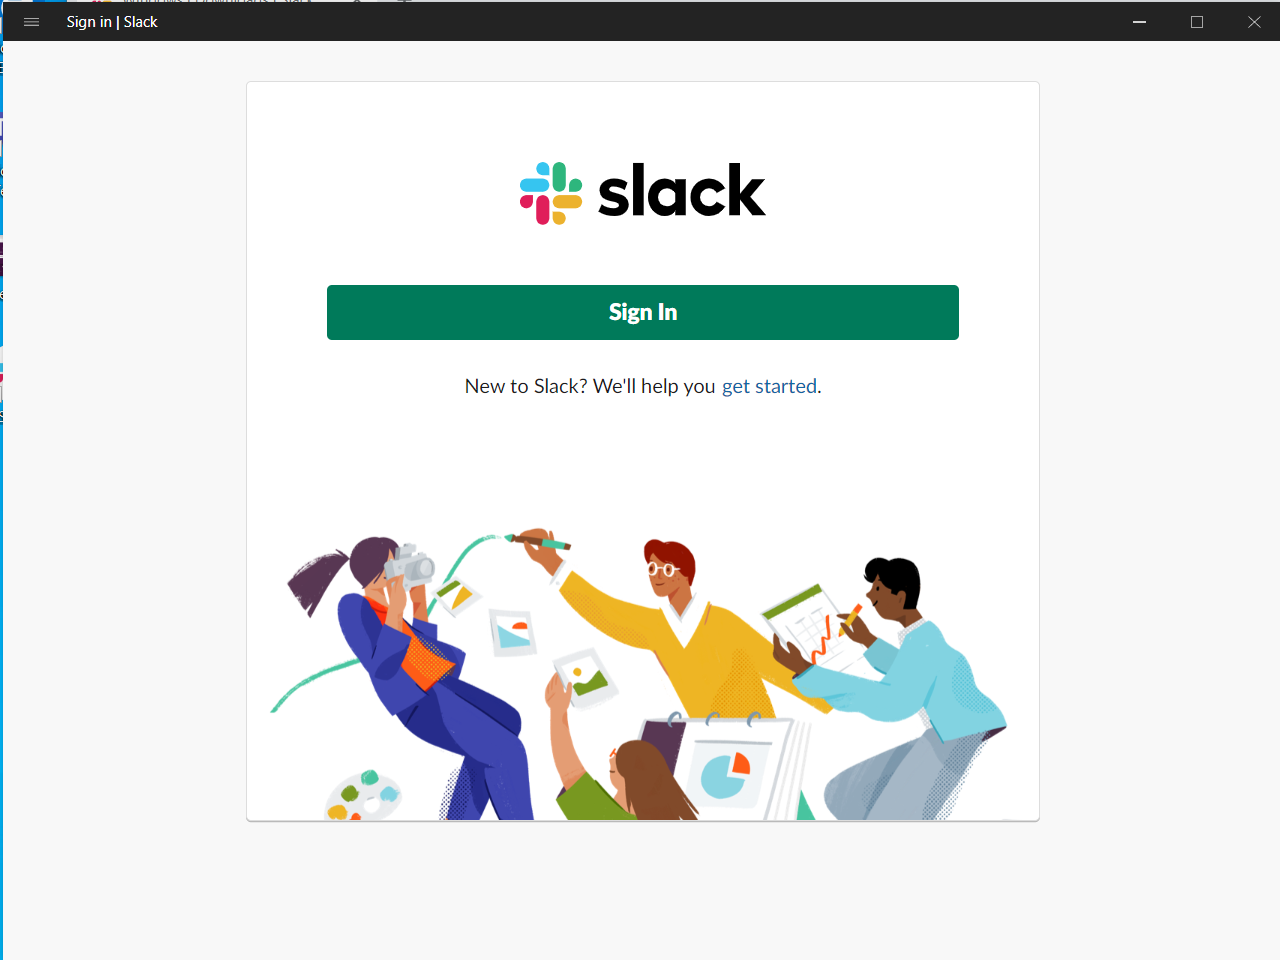 Sign in | Slack
slack
Sign In
New to Slack? We'll help you get started.